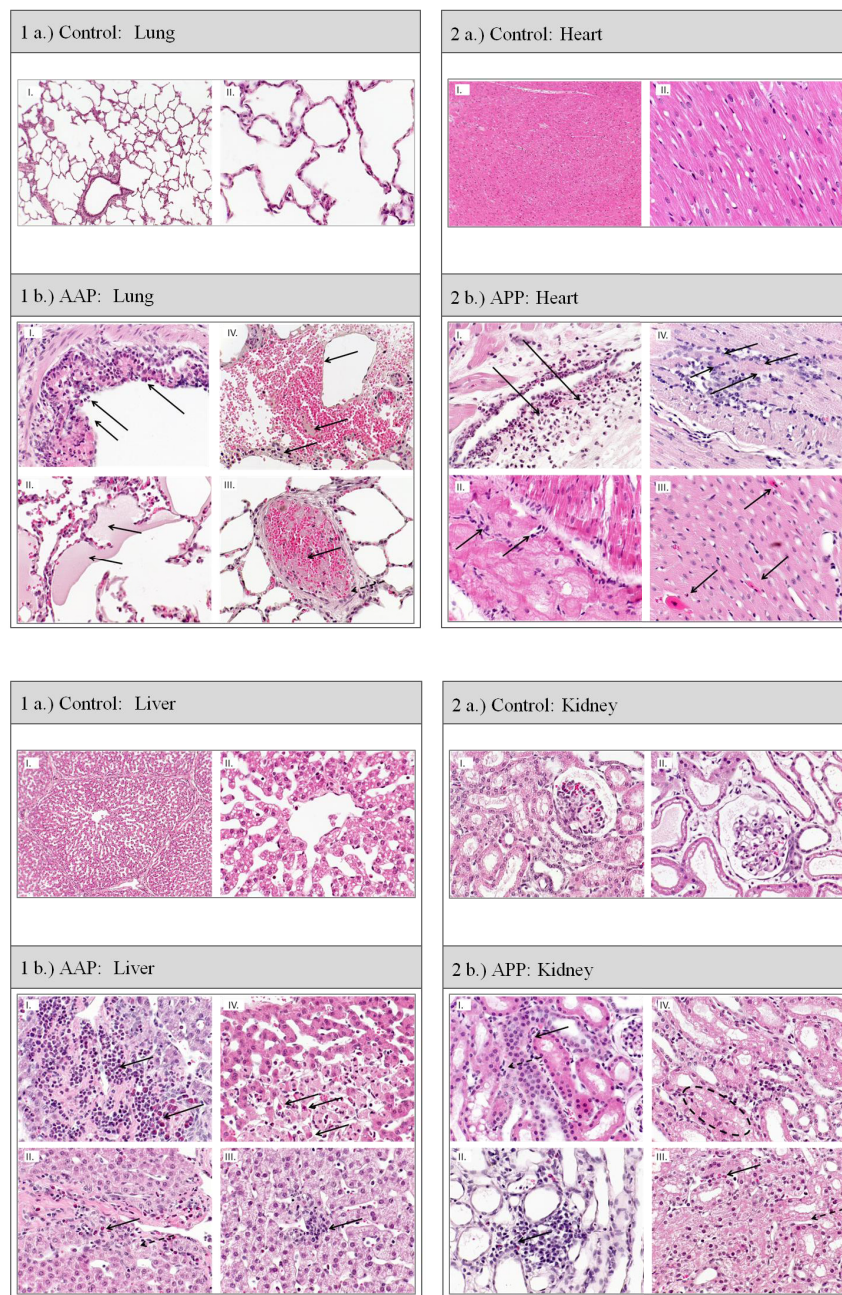 1 a.) Control: Lung
I.
II.
1 b.) AAP: Lung
I.
IV.
II.
III.
2 a.) Control: Heart
I.
II.
2 b.) APP: Heart
I.
IV.
II.
III.
1 a.) Control: Liver
I.
II.
1 b.) AAP: Liver
I.
IV.
II.
III.
2 a.) Control: Kidney
I.
II.
2 b.) APP: Kidney
I.
IV.
II.
III.